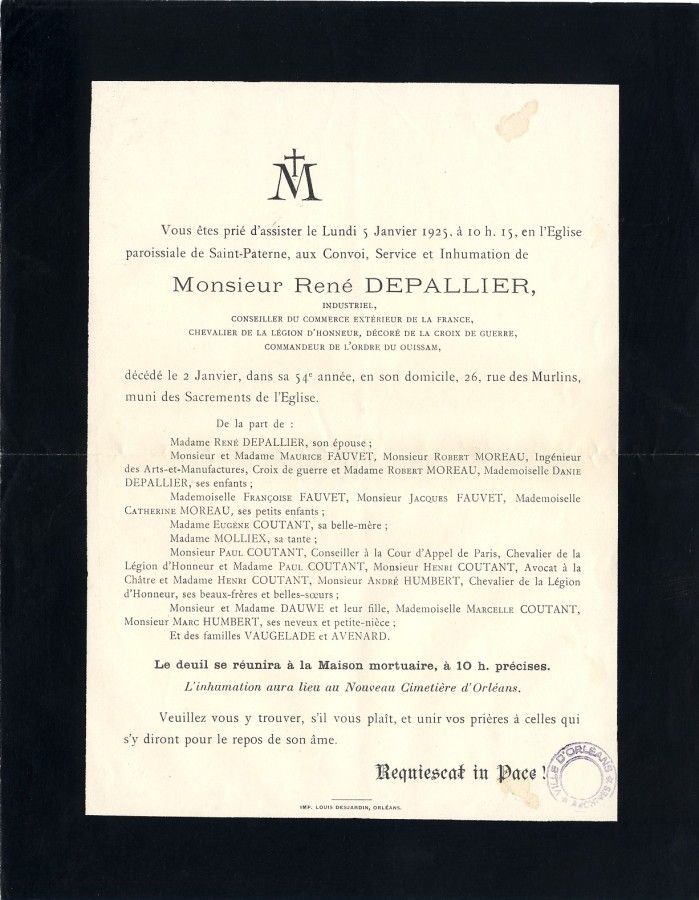 M
Vous êtes prié d'assister le Lundi 5 Janvier 1925, à 10 h. 15, en l'Eglise
paroissiale de Saint-Paterne, aux Convoi, Service et Inhumation de
Monsieur René DEPALLIER,
INDUSTRIEL,
CONSEILLER DU COMMERCE EXTÉRIEUR DE LA FRANCE,
CHEVALIER DE LA LÉGION D'HONNEUR, DÉCORÉ DE LA CROIX DE GUERRE,
COMMANDEUR DE L'ORDRE DU OUISSAM,
décédé le 2 Janvier, dans sa 54e année, en son domicile, 26, rue des Murlins,
muni des Sacrements de l'Eglise.
De la part de :
Madame RENÉ DEPALLIER, son épouse ;
Monsieur et Madame MAURICE FAUVET, Monsieur ROBERT MOREAU, Ingénieur
des Arts-et-Manufactures, Croix de guerre et Madame ROBERT MOREAU, Mademoiselle DANIE
DEPALLIER, ses enfants ;
Mademoiselle FRANÇOISE FAUVET, Monsieur JACQUES FAUVET, Mademoiselle
CATHERINE MOREAU, ses petits enfants ;
Madame EUGÈNE COUTANT, sa belle-mère ;
Madame MOLLIEX, sa tante ;
Monsieur PAUL COUTANT, Conseiller à la Cour d'Appel de Paris, Chevalier de la
Légion d'Honneur et Madame PAUL COUTANT, Monsieur HENRI COUTANT, Avocat à la
Châtre et Madame HENRI COUTANT, Monsieur ANDRÉ HUMBERT, Chevalier de la Légion
d'Honneur, ses beaux-frères et belles-sœurs ;
Monsieur et Madame DAUWE et leur fille, Mademoiselle MARCELLE COUTANT,
Monsieur MARC HUMBERT, ses neveux et petite-nièce ;
Et des familles VAUGELADE et AVENARD.
Le deuil se réunira à la Maison mortuaire, à 10 h. précises.
L'inhumation aura lieu au Nouveau Cimetière d'Orléans.
Veuillez vous y trouver, s'il vous plaît, et unir vos prières à celles qui
s'y diront pour le repos de son âme.
Requiescat in Pace !
VILLE D'ORLÉANS
ARCHIVES
IMP. LOUIS DESJARDIN, ORLÉANS.